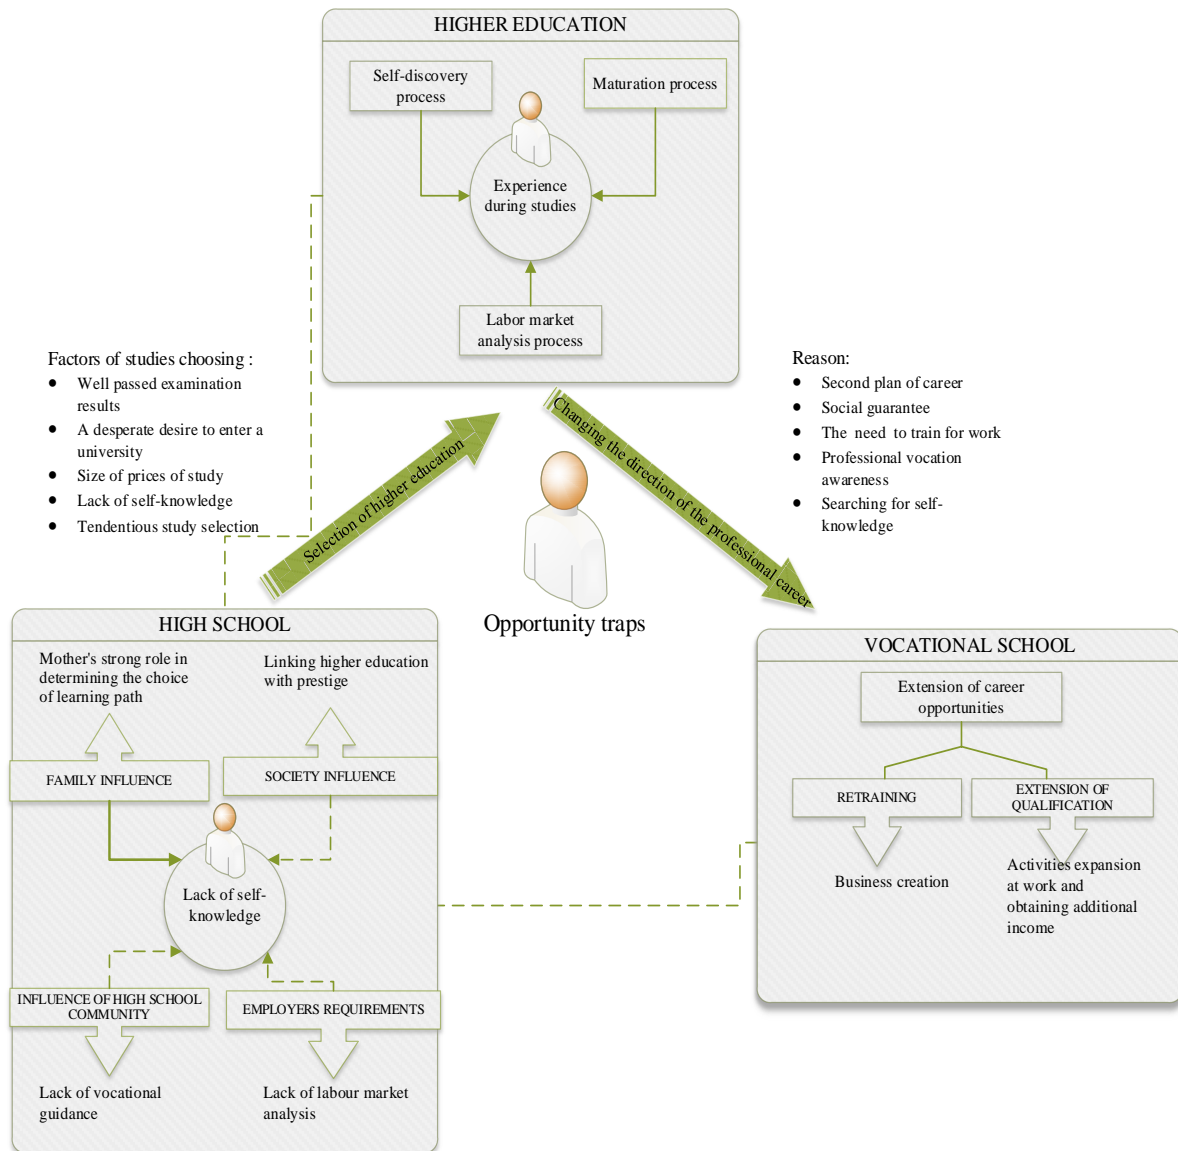 HIGHER EDUCATION
Self-discovery
process
Maturation process
Experience
during studies
Labor market
analysis process
Factors of studies choosing :
● Well passed examination
results
● A desperate desire to enter a
university
● Size of prices of study
● Lack of self-knowledge
● Tendentious study selection
Selection of higher education
Changing the direction of the professional career
Reason:
● Second plan of career
● Social guarantee
● The need to train for work
● Professional vocation
awareness
● Searching for self-
knowledge
Opportunity traps
HIGH SCHOOL
Mother's strong role in
determining the choice
of learning path
Linking higher education
with prestige
FAMILY INFLUENCE
SOCIETY INFLUENCE
Lack of self-
knowledge
INFLUENCE OF HIGH SCHOOL
COMMUNITY
EMPLOYERS REQUIREMENTS
Lack of vocational
guidance
Lack of labour market
analysis
VOCATIONAL SCHOOL
Extension of career
opportunities
RETRAINING
EXTENSION OF
QUALIFICATION
Business creation
Activities expansion
at work and
obtaining additional
income